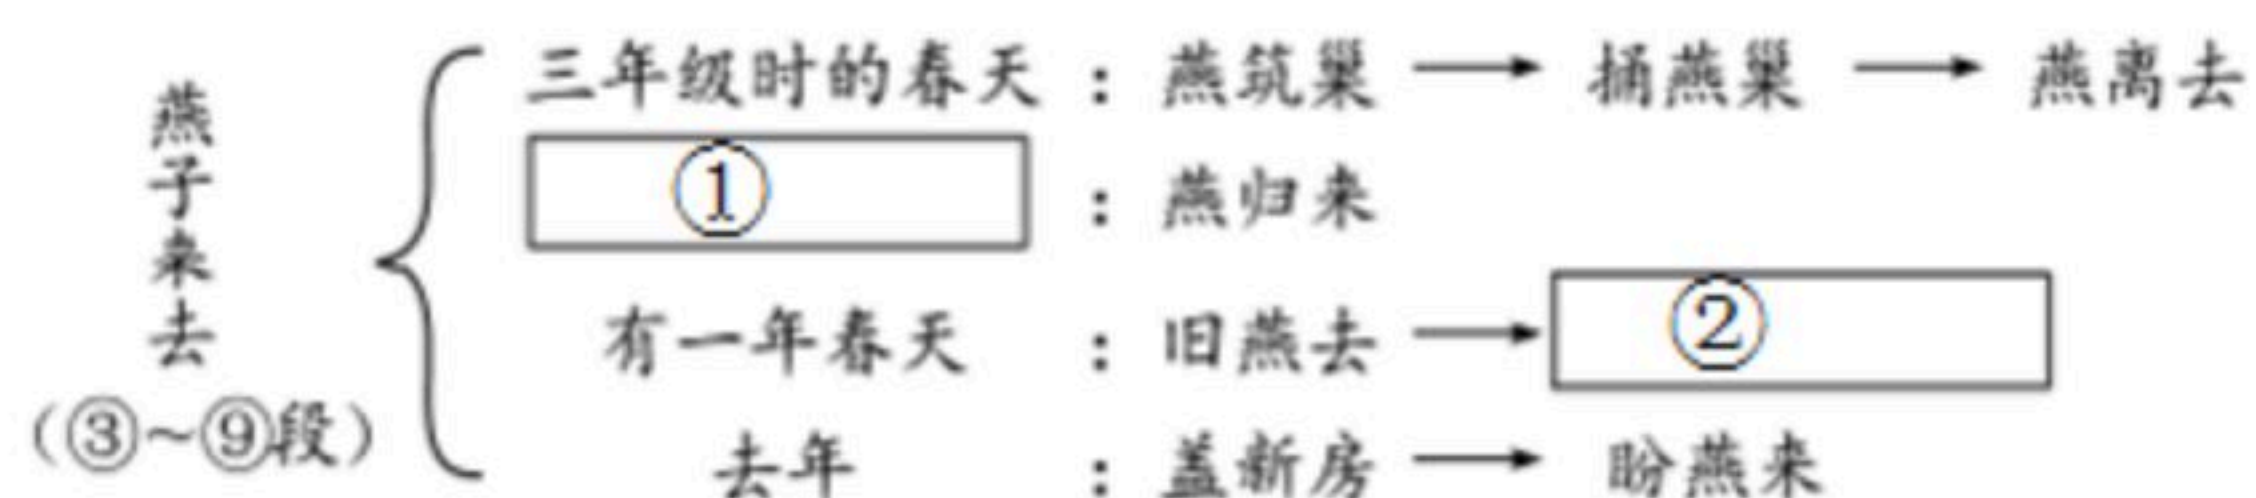 燕子来去
（③~⑨段）
三年级时的春天：燕筑巢 → 捅燕巢 → 燕离去
①：燕归来
有一年春天：旧燕去 → ②
去年：盖新房 → 盼燕来